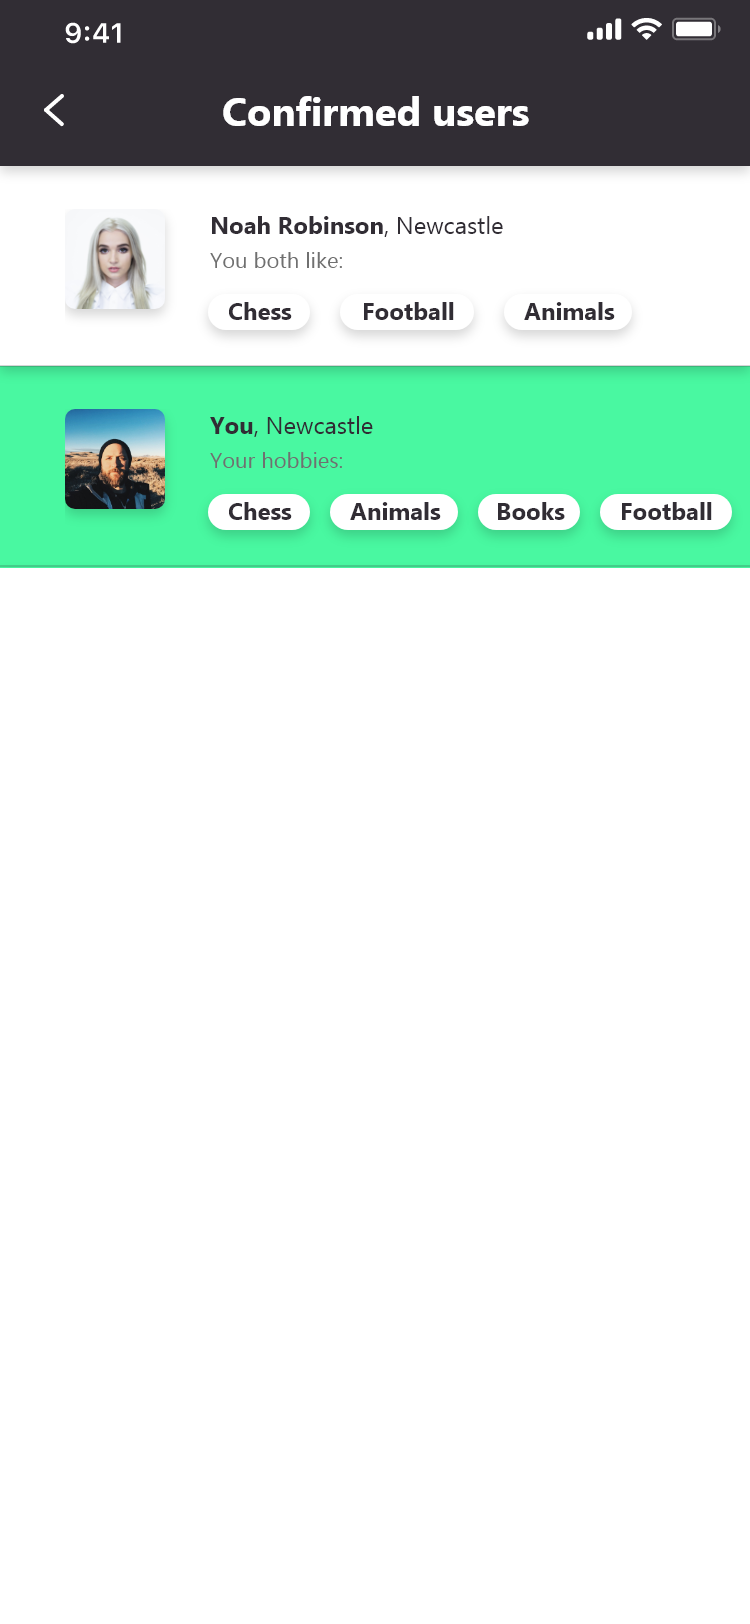 9:41
Confirmed users
Noah Robinson, Newcastle
You both like:
Chess Football Animals
You, Newcastle
Your hobbies:
Chess Animals Books Football